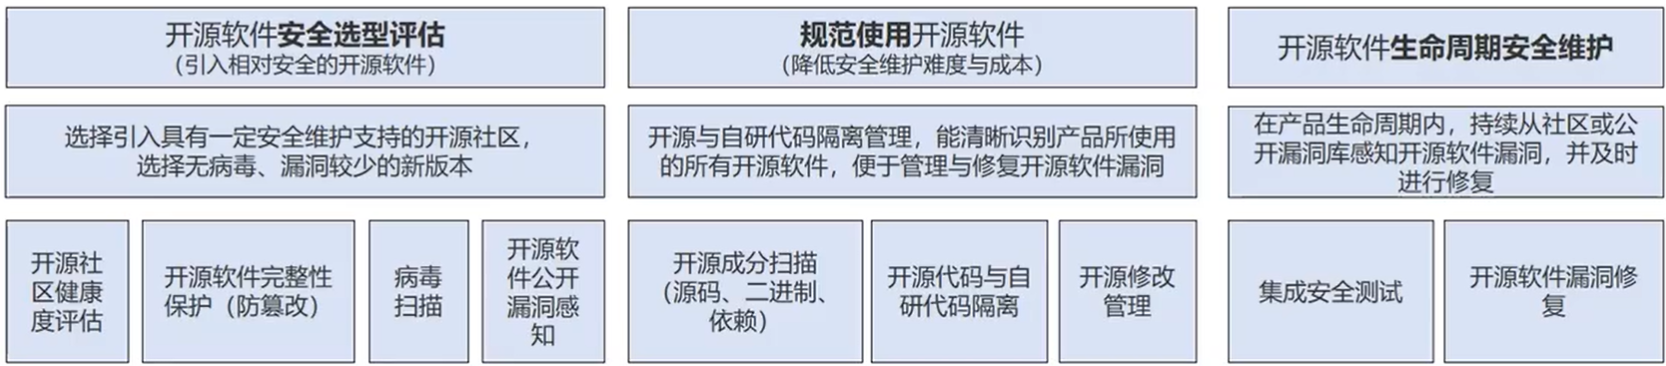 开源软件安全选型评估
（引入相对安全的开源软件）
规范使用开源软件
（降低安全维护难度与成本）
开源软件生命周期安全维护
选择引入具有一定安全维护支持的开源社区，
选择无病毒、漏洞较少的新版本
开源与自研代码隔离管理，能清晰识别产品所使用
的所有开源软件，便于管理与修复开源软件漏洞
在产品生命周期内，持续从社区或公
开漏洞库感知开源软件漏洞，并及时
进行修复
开源社
区健康
度评估
开源软件完整性
保护（防篡改）
病毒
扫描
开源软
件公开
漏洞感
知
开源成分扫描
（源码、二进制、
依赖）
开源代码与自
研代码隔离
开源修改
管理
集成安全测试
开源软件漏洞修
复